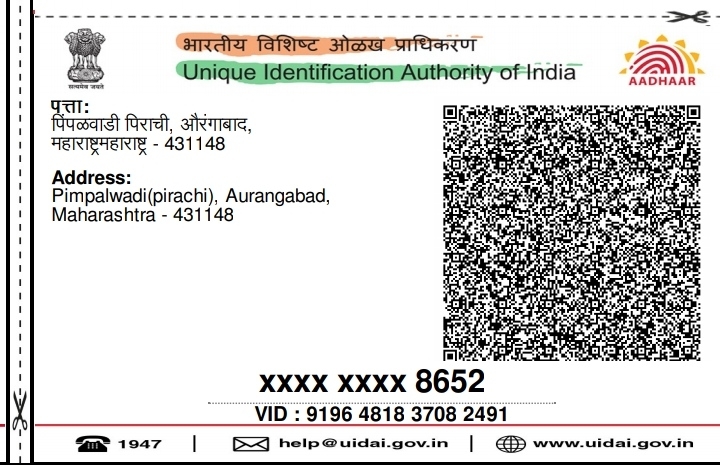 भारतीय विशिष्ट ओळख प्राधिकरण
Unique Identification Authority of India
सत्यमेव जयते
AADHAAR
पत्ता:
पिंपळवाडी पिराची, औरंगाबाद,
महाराष्ट्रमहाराष्ट्र - 431148
Address:
Pimpalwadi(pirachi), Aurangabad,
Maharashtra - 431148
xxxx xxxx 8652
VID : 9196 4818 3708 2491
1947 | help@uidai.gov.in | www.uidai.gov.in